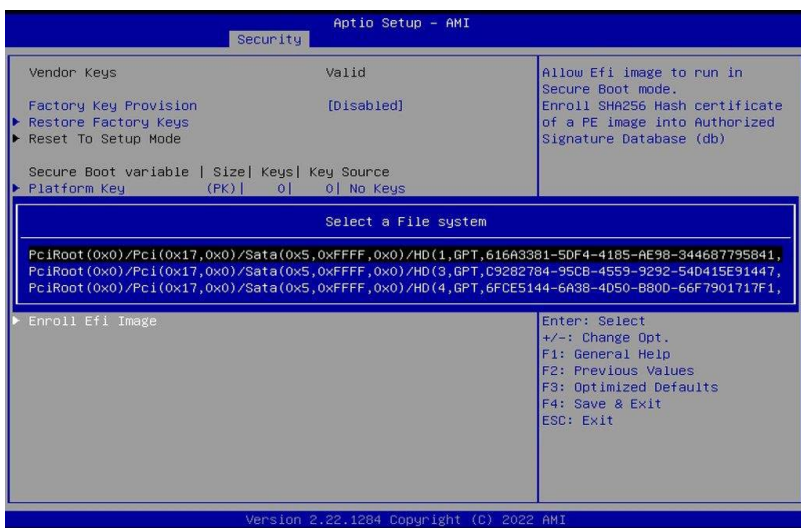 Aptio Setup – AMI
Security
Vendor Keys Valid
Factory Key Provision [Disabled]
▶ Restore Factory Keys
▶ Reset To Setup Mode
Secure Boot variable | Size| Keys| Key Source
▶ Platform Key (PK)| 0| 0| No Keys
Allow Efi image to run in
Secure Boot mode.
Enroll SHA256 Hash certificate
of a PE image into Authorized
Signature Database (db)
Select a File system
PciRoot(0x0)/Pci(0x17,0x0)/Sata(0x5,0xFFFF,0x0)/HD(1,GPT,616A3381-5DF4-4185-AE98-344687795841,
PciRoot(0x0)/Pci(0x17,0x0)/Sata(0x5,0xFFFF,0x0)/HD(3,GPT,C9282784-95CB-4559-9292-54D415E91447,
PciRoot(0x0)/Pci(0x17,0x0)/Sata(0x5,0xFFFF,0x0)/HD(4,GPT,6FCE5144-6A38-4D50-B80D-66F7901717F1,
▶ Enroll Efi Image
Enter: Select
+/-: Change Opt.
F1: General Help
F2: Previous Values
F3: Optimized Defaults
F4: Save & Exit
ESC: Exit
Version 2.22.1284 Copyright (C) 2022 AMI